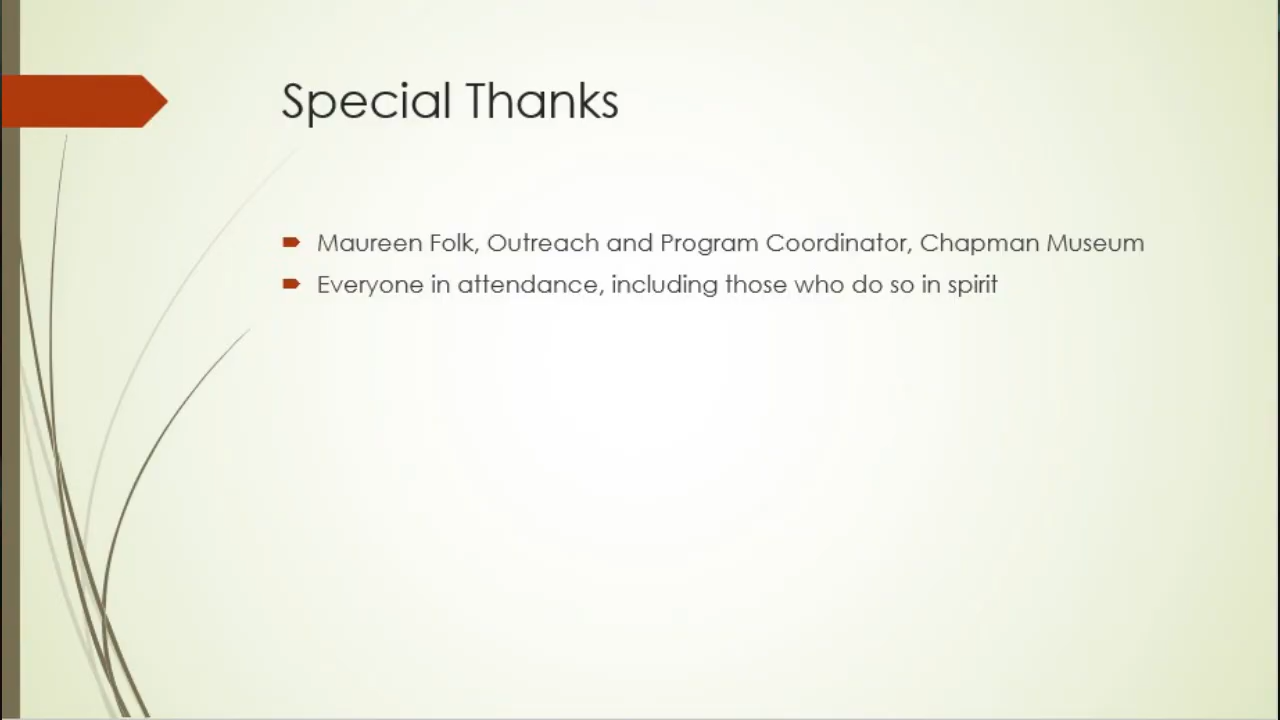 Special Thanks
Maureen Folk, Outreach and Program Coordinator, Chapman Museum
Everyone in attendance, including those who do so in spirit